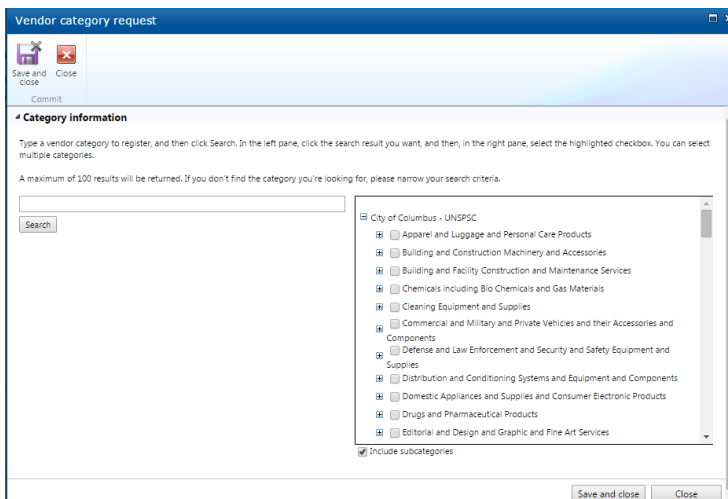 Vendor category request
Save and
close
Close
Commit
Category information
Type a vendor category to register, and then click Search. In the left pane, click the search result you want, and then, in the right pane, select the highlighted checkbox. You can select
multiple categories.
A maximum of 100 results will be returned. If you don't find the category you're looking for, please narrow your search criteria.
Search
City of Columbus - UNSPSC
Apparel and Luggage and Personal Care Products
Building and Construction Machinery and Accessories
Building and Facility Construction and Maintenance Services
Chemicals including Bio Chemicals and Gas Materials
Cleaning Equipment and Supplies
Commercial and Military and Private Vehicles and their Accessories and
Components
Defense and Law Enforcement and Security and Safety Equipment and
Supplies
Distribution and Conditioning Systems and Equipment and Components
Domestic Appliances and Supplies and Consumer Electronic Products
Drugs and Pharmaceutical Products
Editorial and Design and Graphic and Fine Art Services
Include subcategories
Save and close
Close